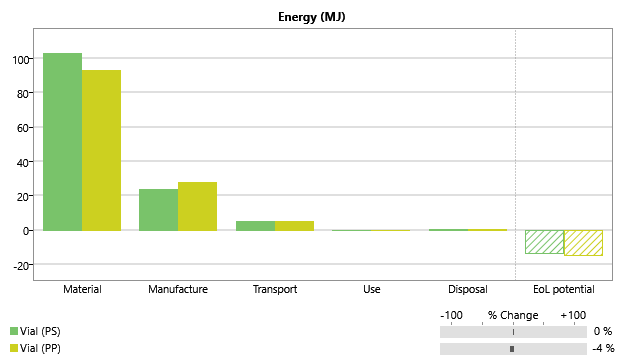 Energy (MJ)
100
80
60
40
20
0
-20
Material Manufacture Transport Use Disposal EoL potential
-100 % Change +100
Vial (PS) 0 %
Vial (PP) -4 %